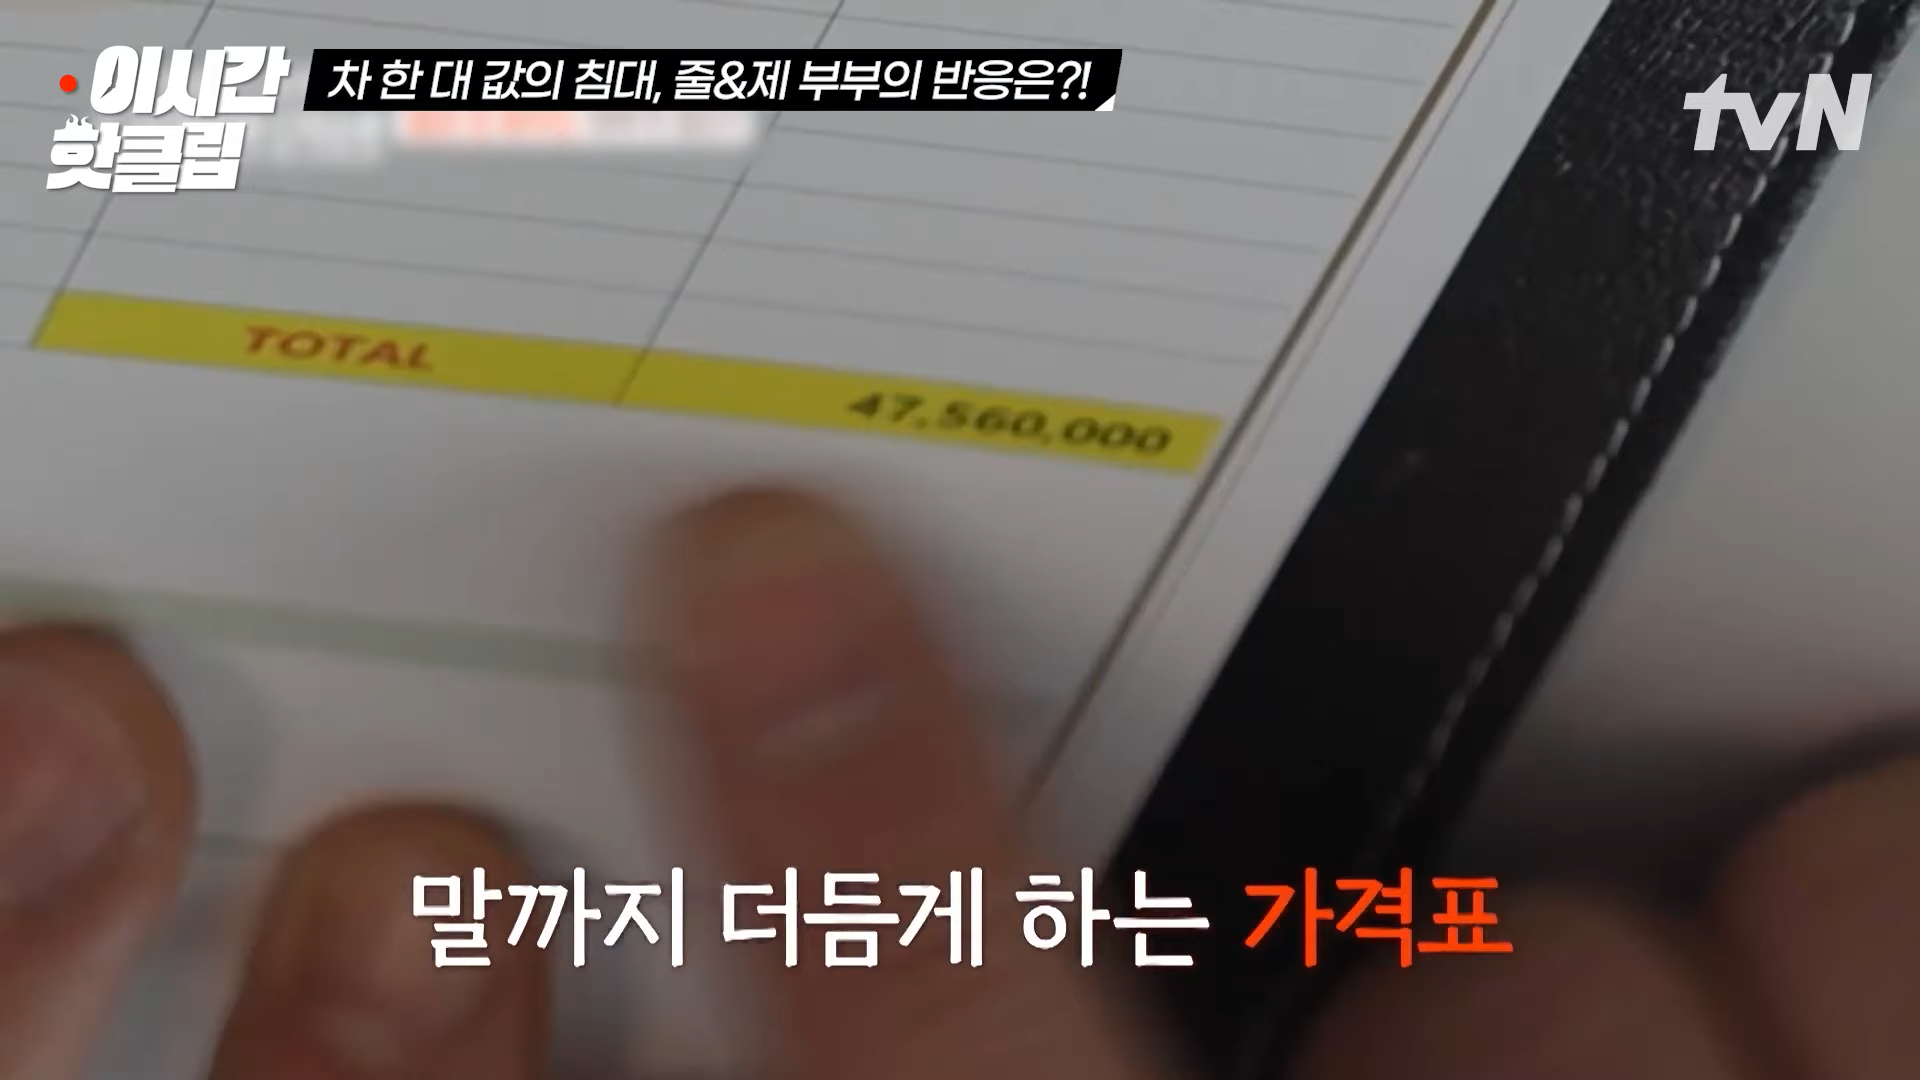 이시간
핫클립
차 한 대 값의 침대, 줄&제 부부의 반응은?!
tvN
TOTAL 47,560,000
말까지 더듬게 하는 가격표